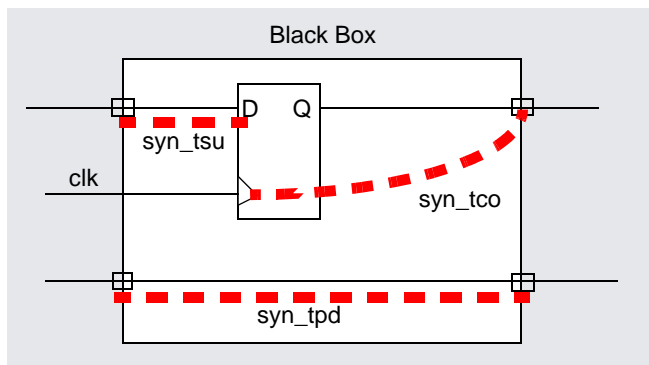 Black Box
D Q
syn_tsu
clk
syn_tco
syn_tpd